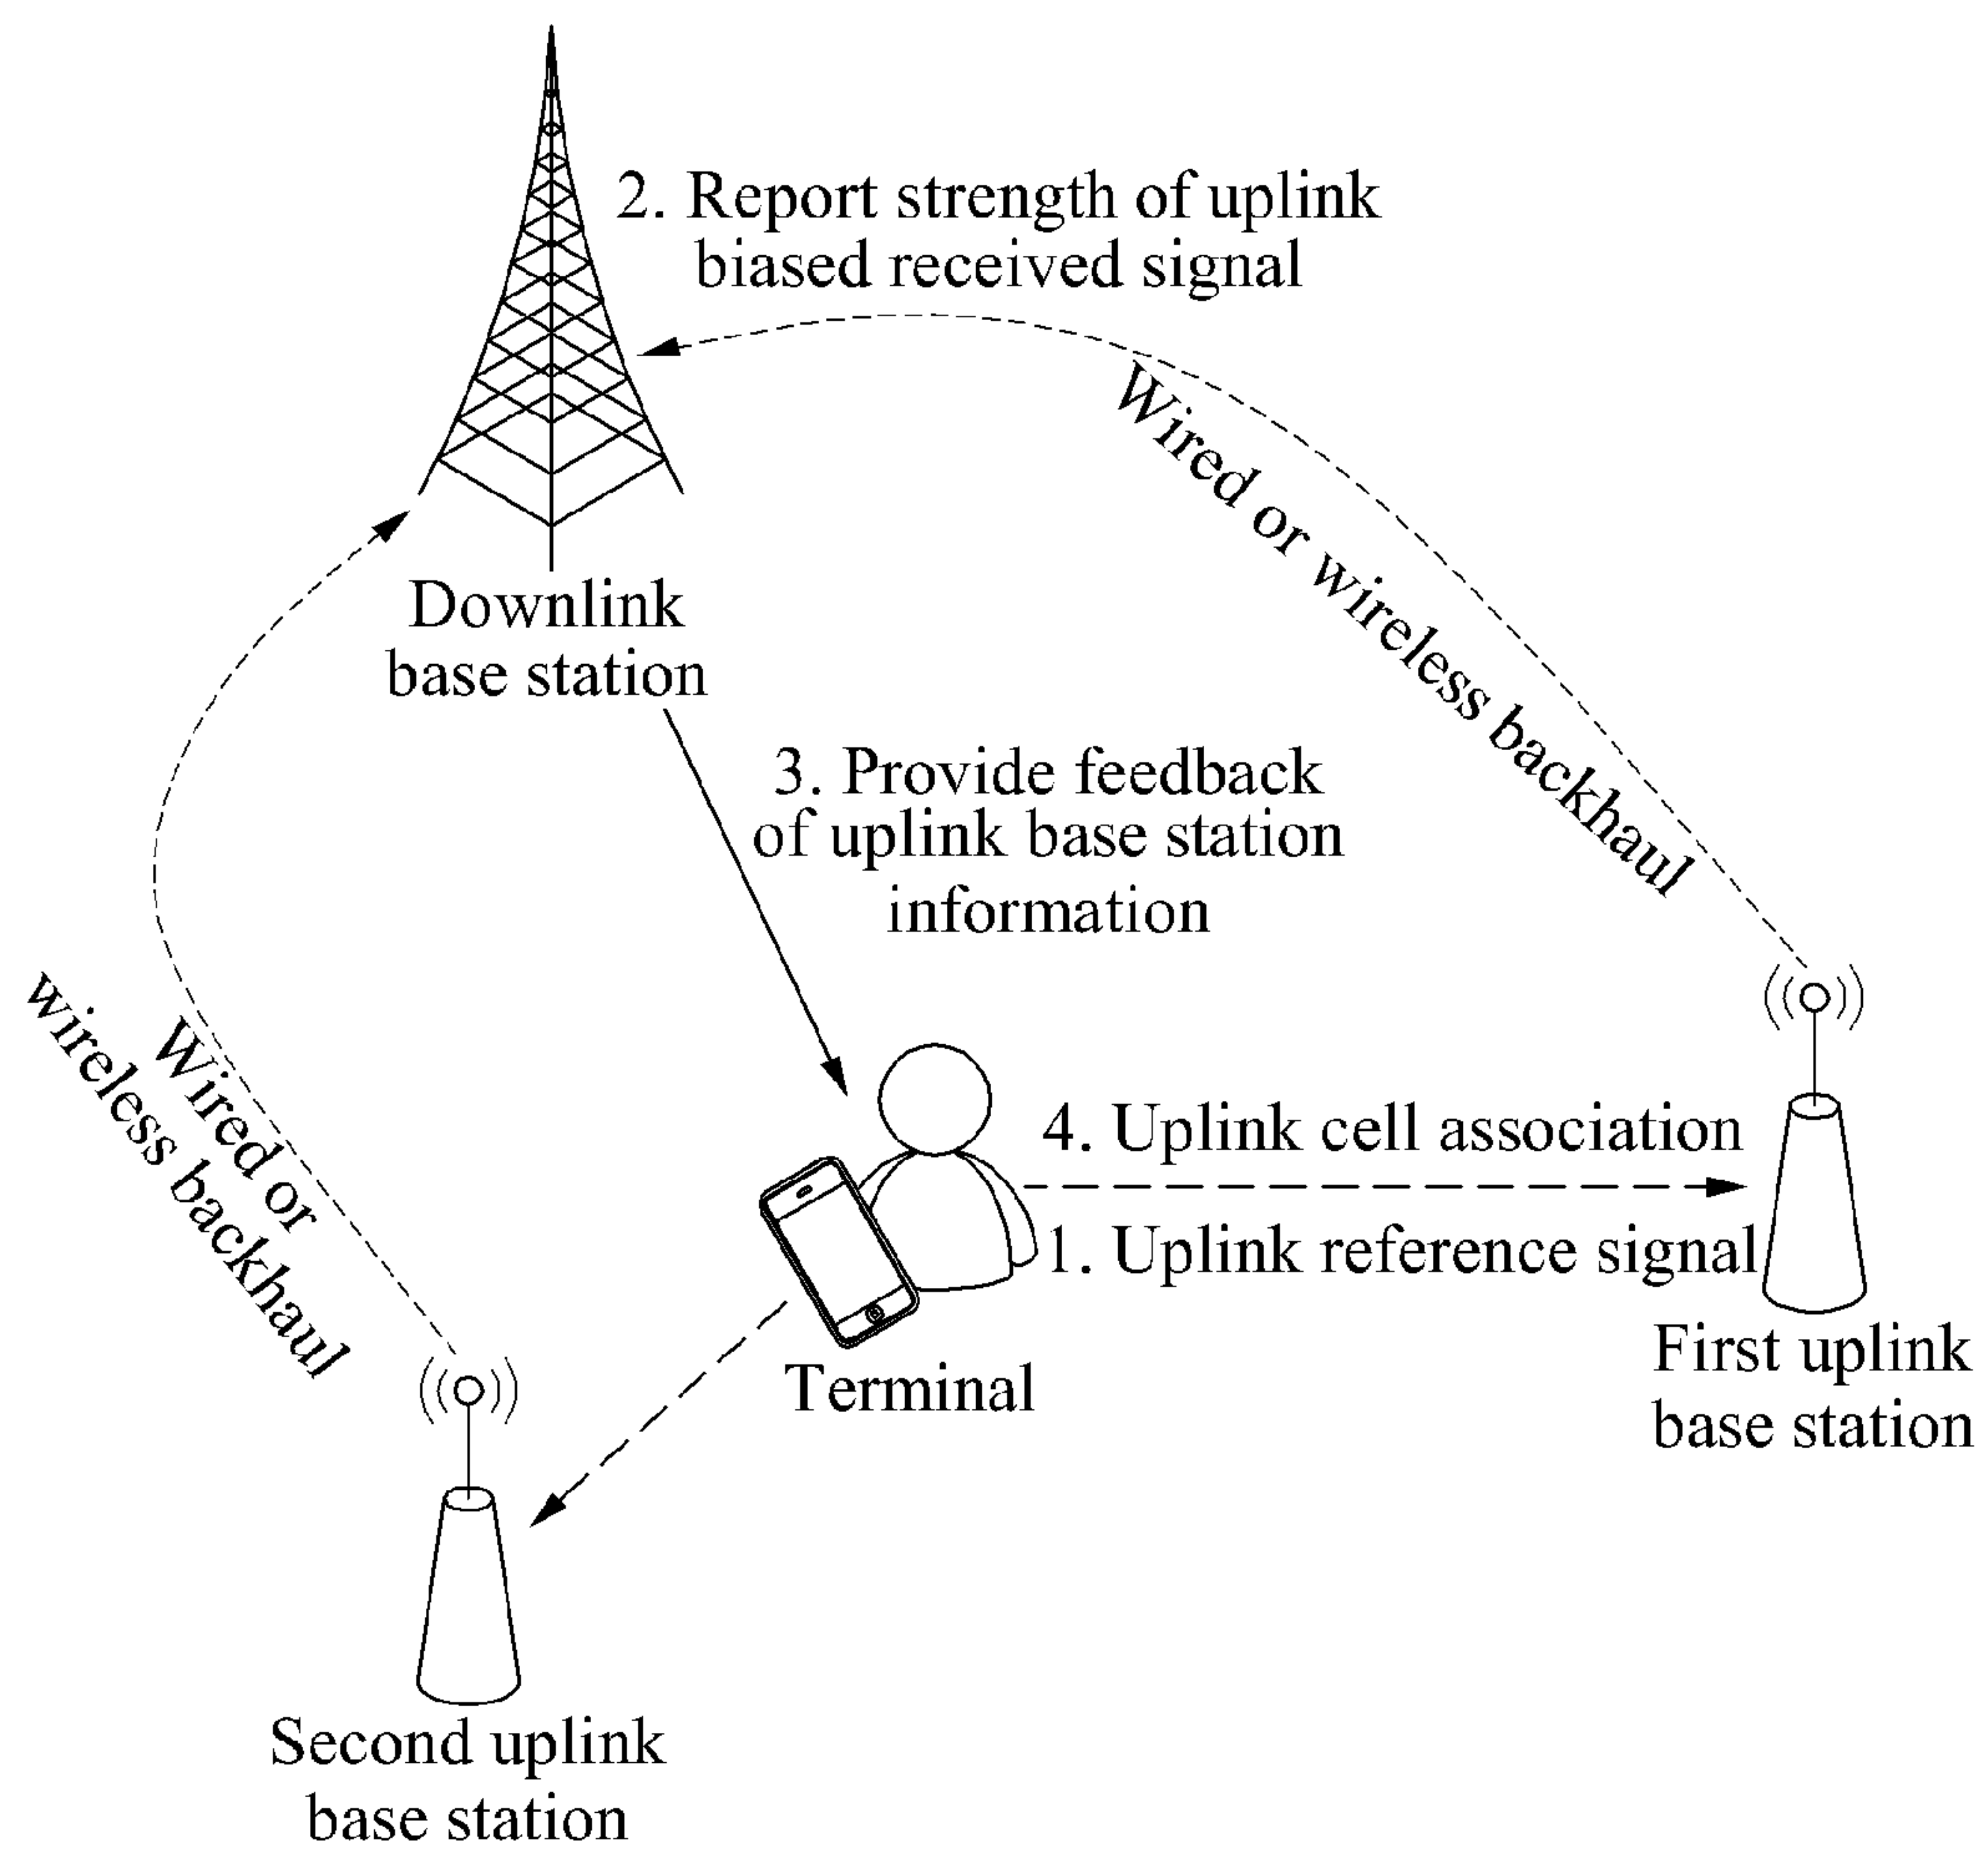 2. Report strength of uplink
biased received signal
Wired or wireless backhaul
Downlink
base station
3. Provide feedback
of uplink base station
information
Wired or
wireless backhaul
4. Uplink cell association
1. Uplink reference signal
Terminal
First uplink
base station
Second uplink
base station